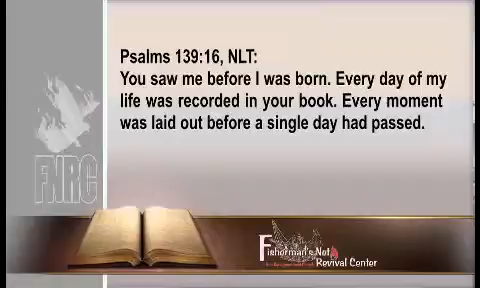 Psalms 139:16, NLT:
You saw me before I was born. Every day of my
life was recorded in your book. Every moment
was laid out before a single day had passed.
FNRC
Fisherman's Net
Revival Center